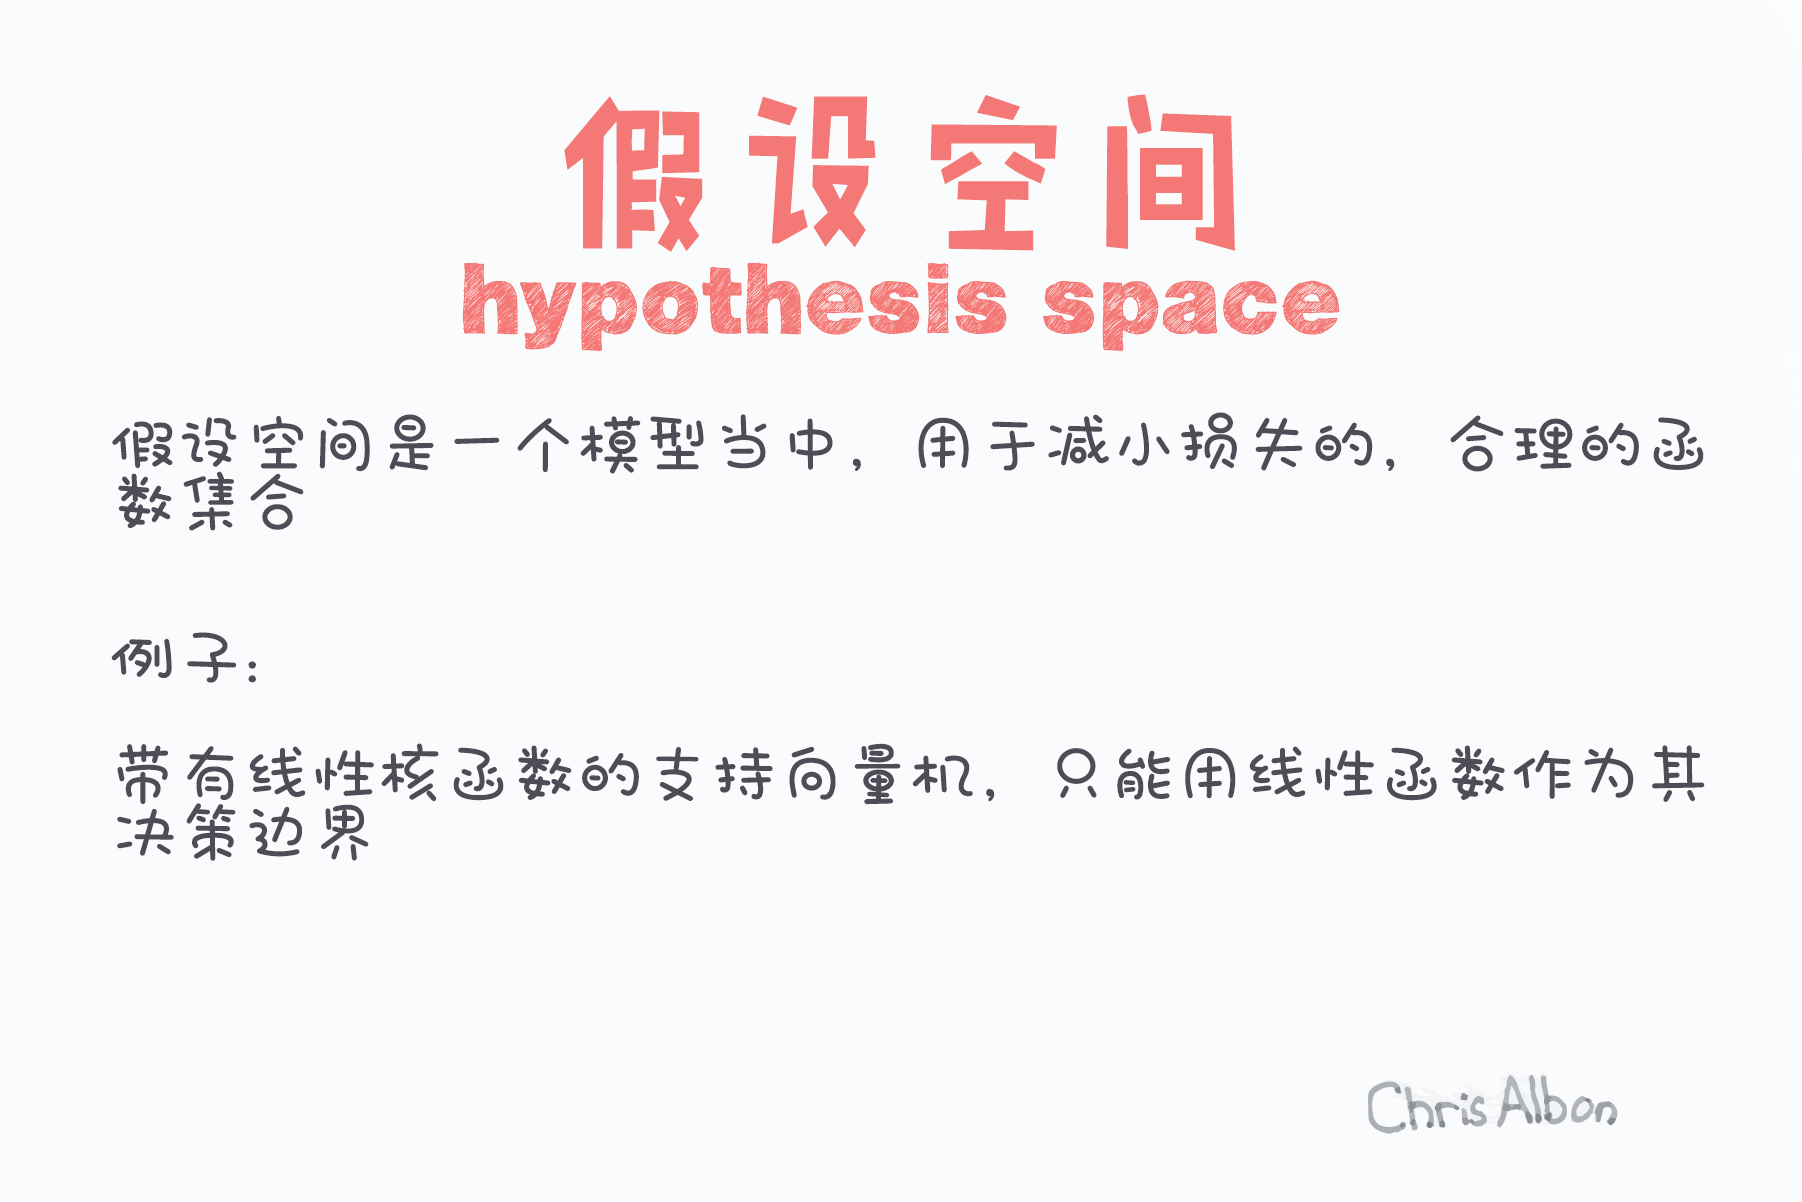 假设空间
hypothesis space
假设空间是一个模型当中，用于减小损失的，合理的函
数集合
例子：
带有线性核函数的支持向量机，只能用线性函数作为其
决策边界
Chris Albon